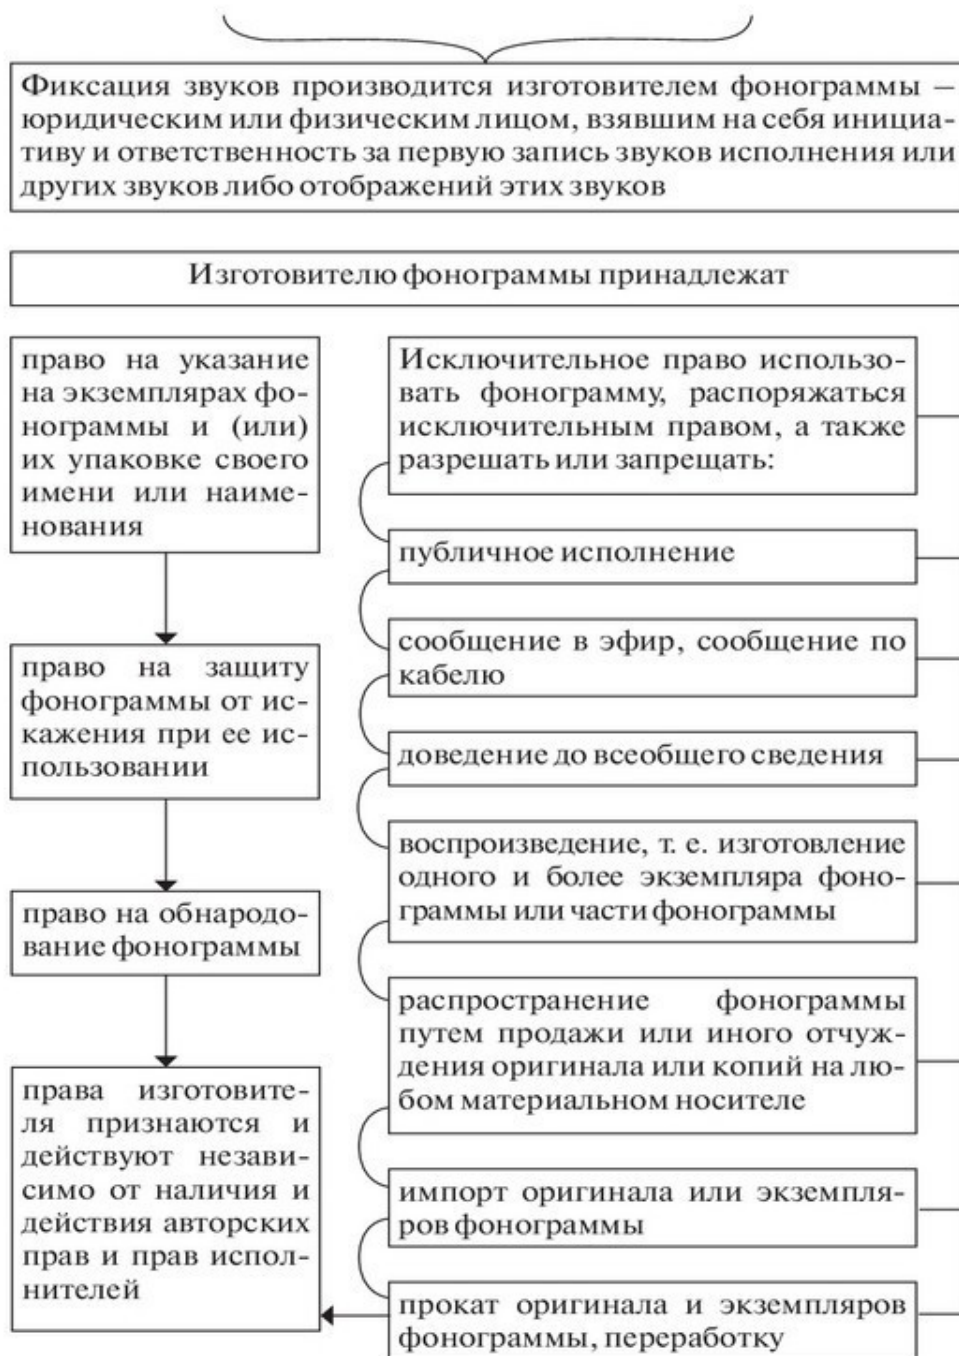 Фиксация звуков производится изготовителем фонограммы —
юридическим или физическим лицом, взявшим на себя инициа-
тиву и ответственность за первую запись звуков исполнения или
других звуков либо отображений этих звуков
Изготовителю фонограммы принадлежат
право на указание
на экземплярах фо-
нограммы и (или)
их упаковке своего
имени или наиме-
нования
право на защиту
фонограммы от ис-
кажения при ее ис-
пользовании
право на обнародо-
вание фонограммы
права изготовите-
ля признаются и
действуют незави-
симо от наличия и
действия авторских
прав и прав испол-
нителей
Исключительное право использо-
вать фонограмму, распоряжаться
исключительным правом, а также
разрешать или запрещать:
публичное исполнение
сообщение в эфир, сообщение по
кабелю
доведение до всеобщего сведения
воспроизведение, т. е. изготовление
одного и более экземпляра фоно-
граммы или части фонограммы
распространение фонограммы
путем продажи или иного отчуж-
дения оригинала или копий на лю-
бом материальном носителе
импорт оригинала или экземпля-
ров фонограммы
прокат оригинала и экземпляров
фонограммы, переработку